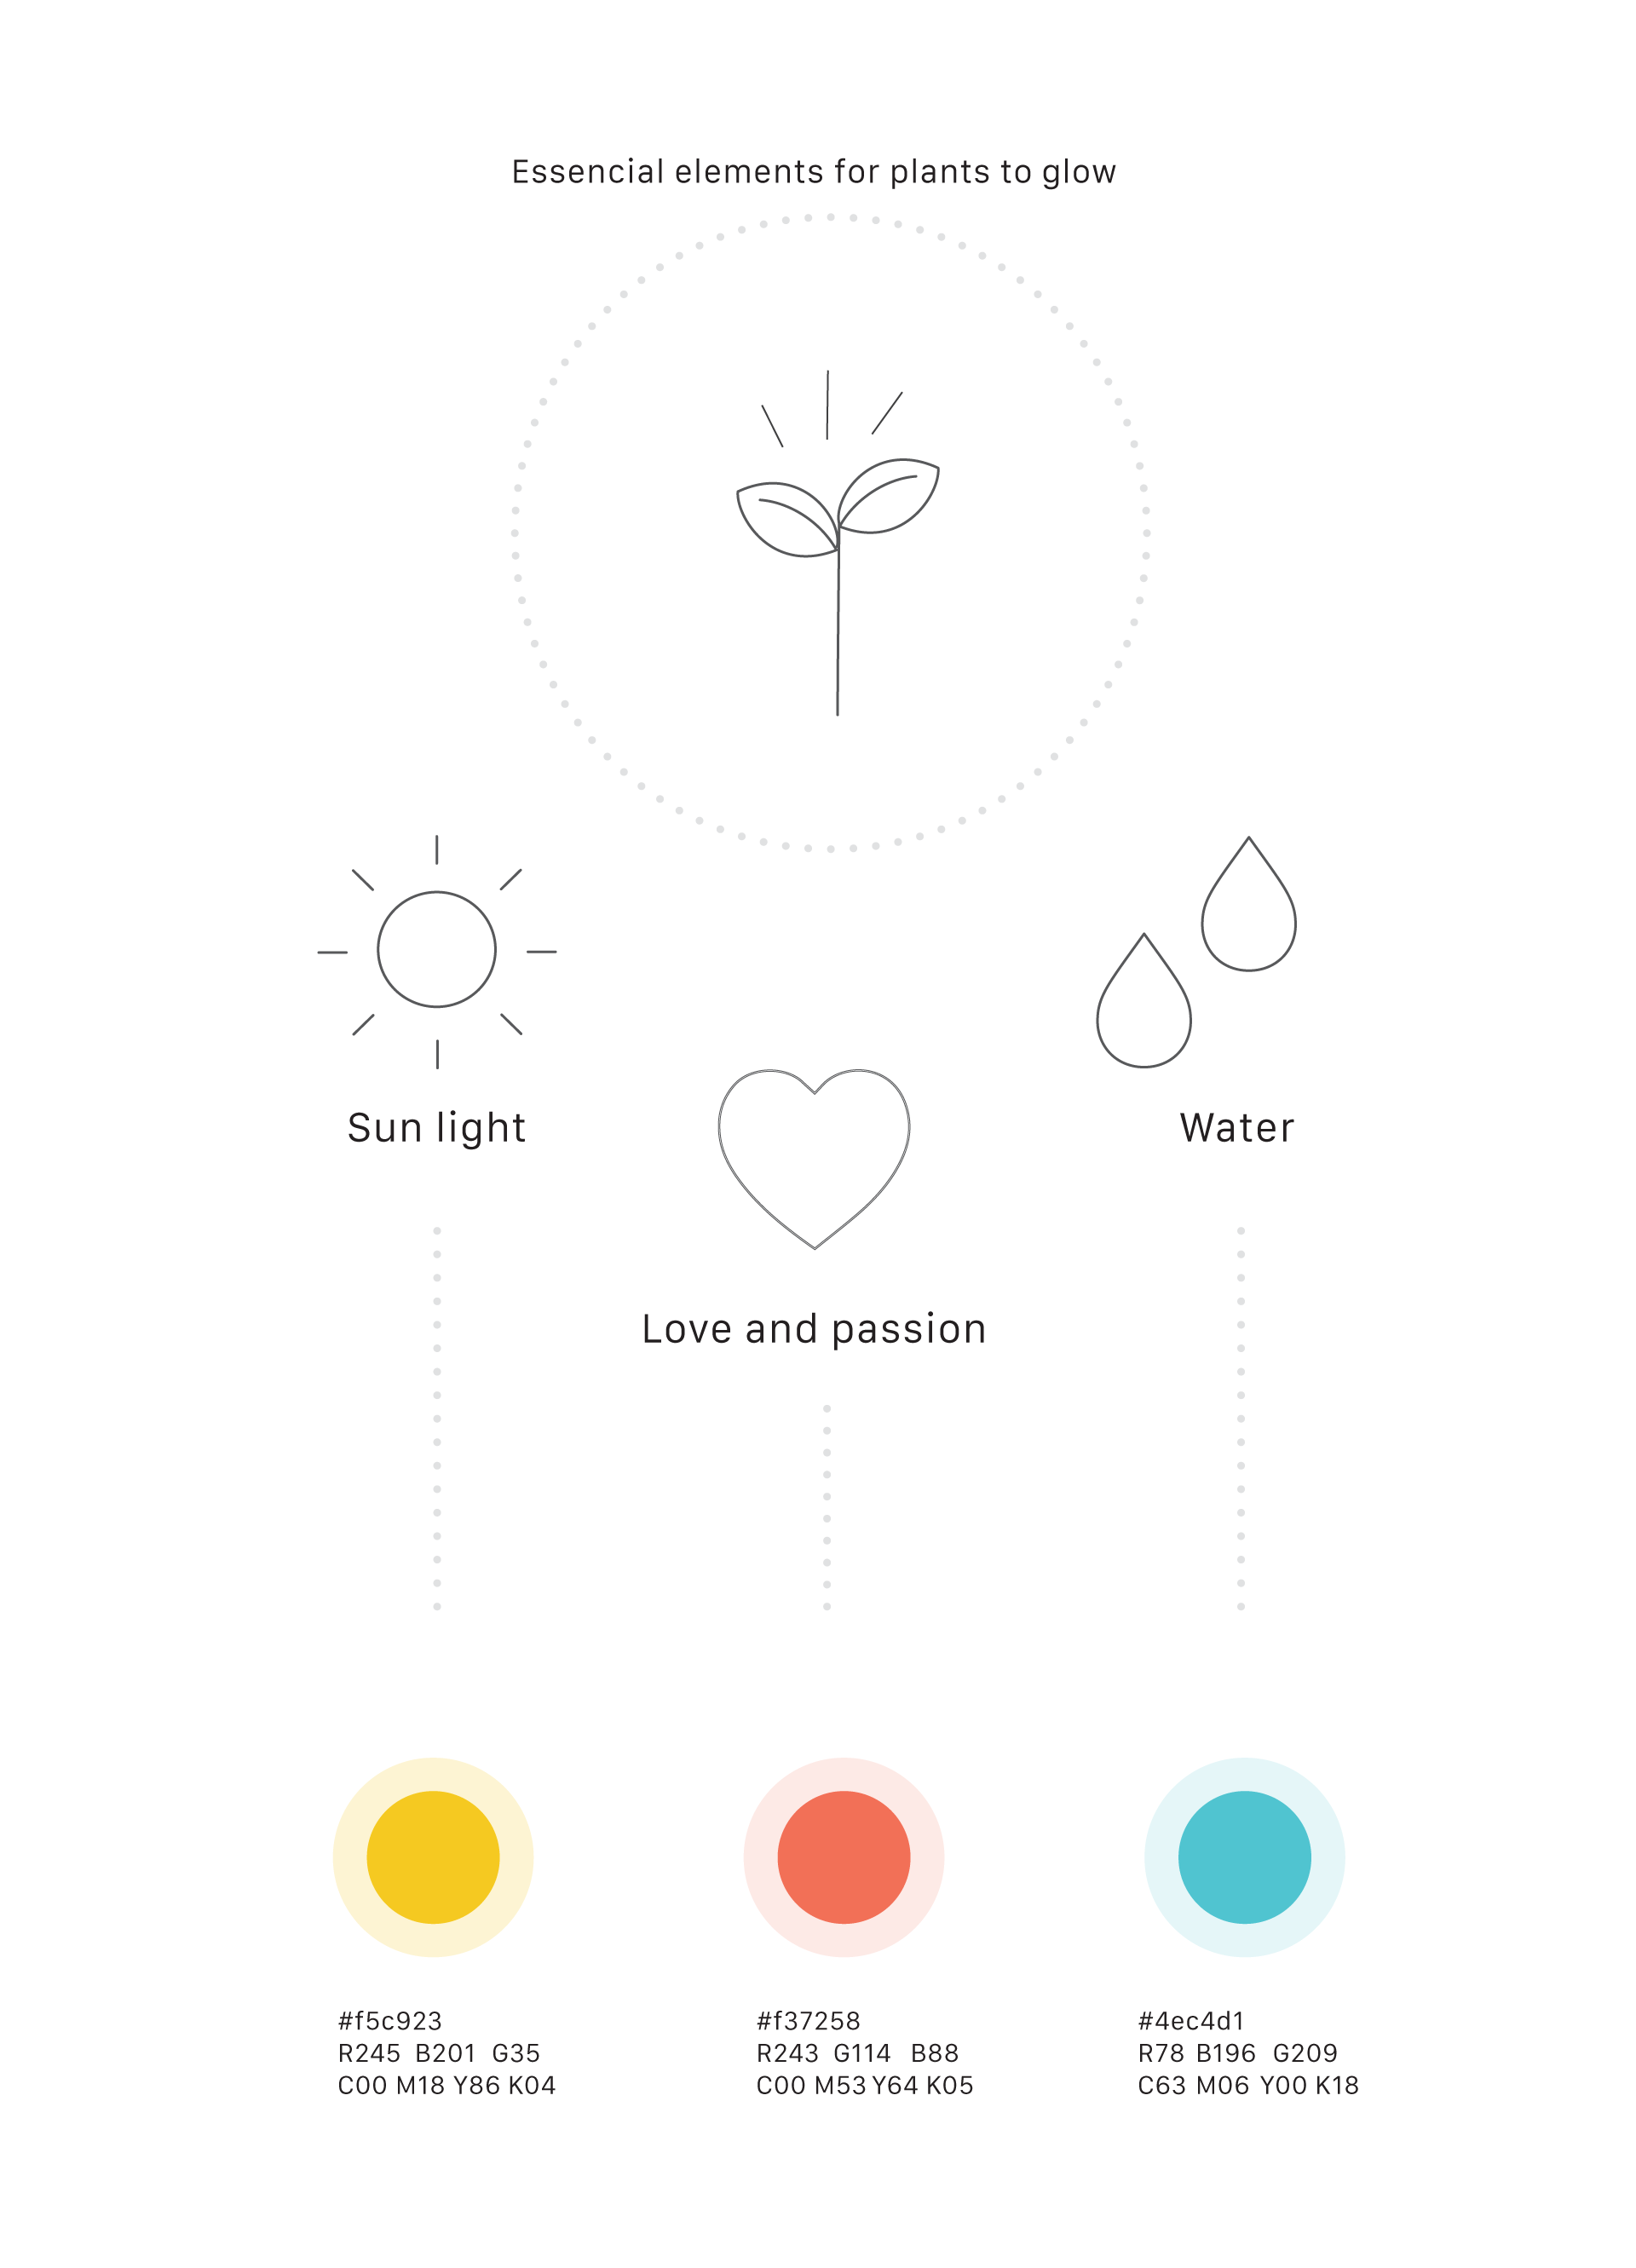 Essencial elements for plants to glow
Sun light
Water
Love and passion
#f5c923
R245 B201 G35
C00 M18 Y86 K04
#f37258
R243 G114 B88
C00 M53 Y64 K05
#4ec4d1
R78 B196 G209
C63 M06 Y00 K18